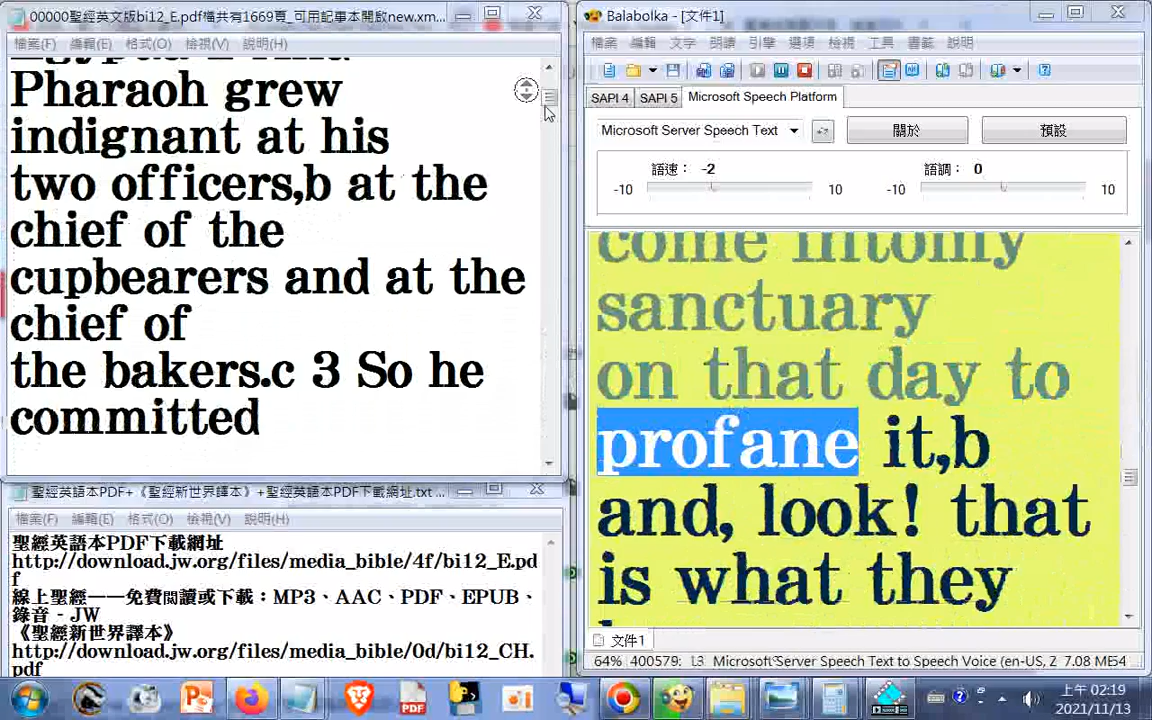 00000聖經英文版bi12_E.pdf檔共有1669頁_可用記事本開啟new.xm...
檔案(F) 編輯(E) 格式(O) 檢視(V) 說明(H)
Pharaoh grew
indignant at his
two officers,b at the
chief of the
cupbearers and at the
chief of
the bakers.c 3 So he
committed
聖經英語本PDF+《聖經新世界譯本》+聖經英語本PDF下載網址.txt ...
檔案(F) 編輯(E) 格式(O) 檢視(V) 說明(H)
聖經英語本PDF下載網址
http://download.jw.org/files/media_bible/4f/bi12_E.pd
f
線上聖經——免費閱讀或下載：MP3、AAC、PDF、EPUB、
錄音 - JW
《聖經新世界譯本》
http://download.jw.org/files/media_bible/0d/bi12_CH.
pdf
Balabolka - [文件1]
檔案 編輯 文字 朗讀 引擎 選項 檢視 工具 書籤 說明
SAPI 4 SAPI 5 Microsoft Speech Platform
Microsoft Server Speech Text 關於 預設
語速： -2 語調： 0
-10 10 -10 10
come intomy
sanctuary
on that day to
profane it,b
and, look! that
is what they
文件1
64% 400579: L3 Microsoft Server Speech Text to Speech Voice (en-US, Z 7.08 ME54
上午 02:19
2021/11/13